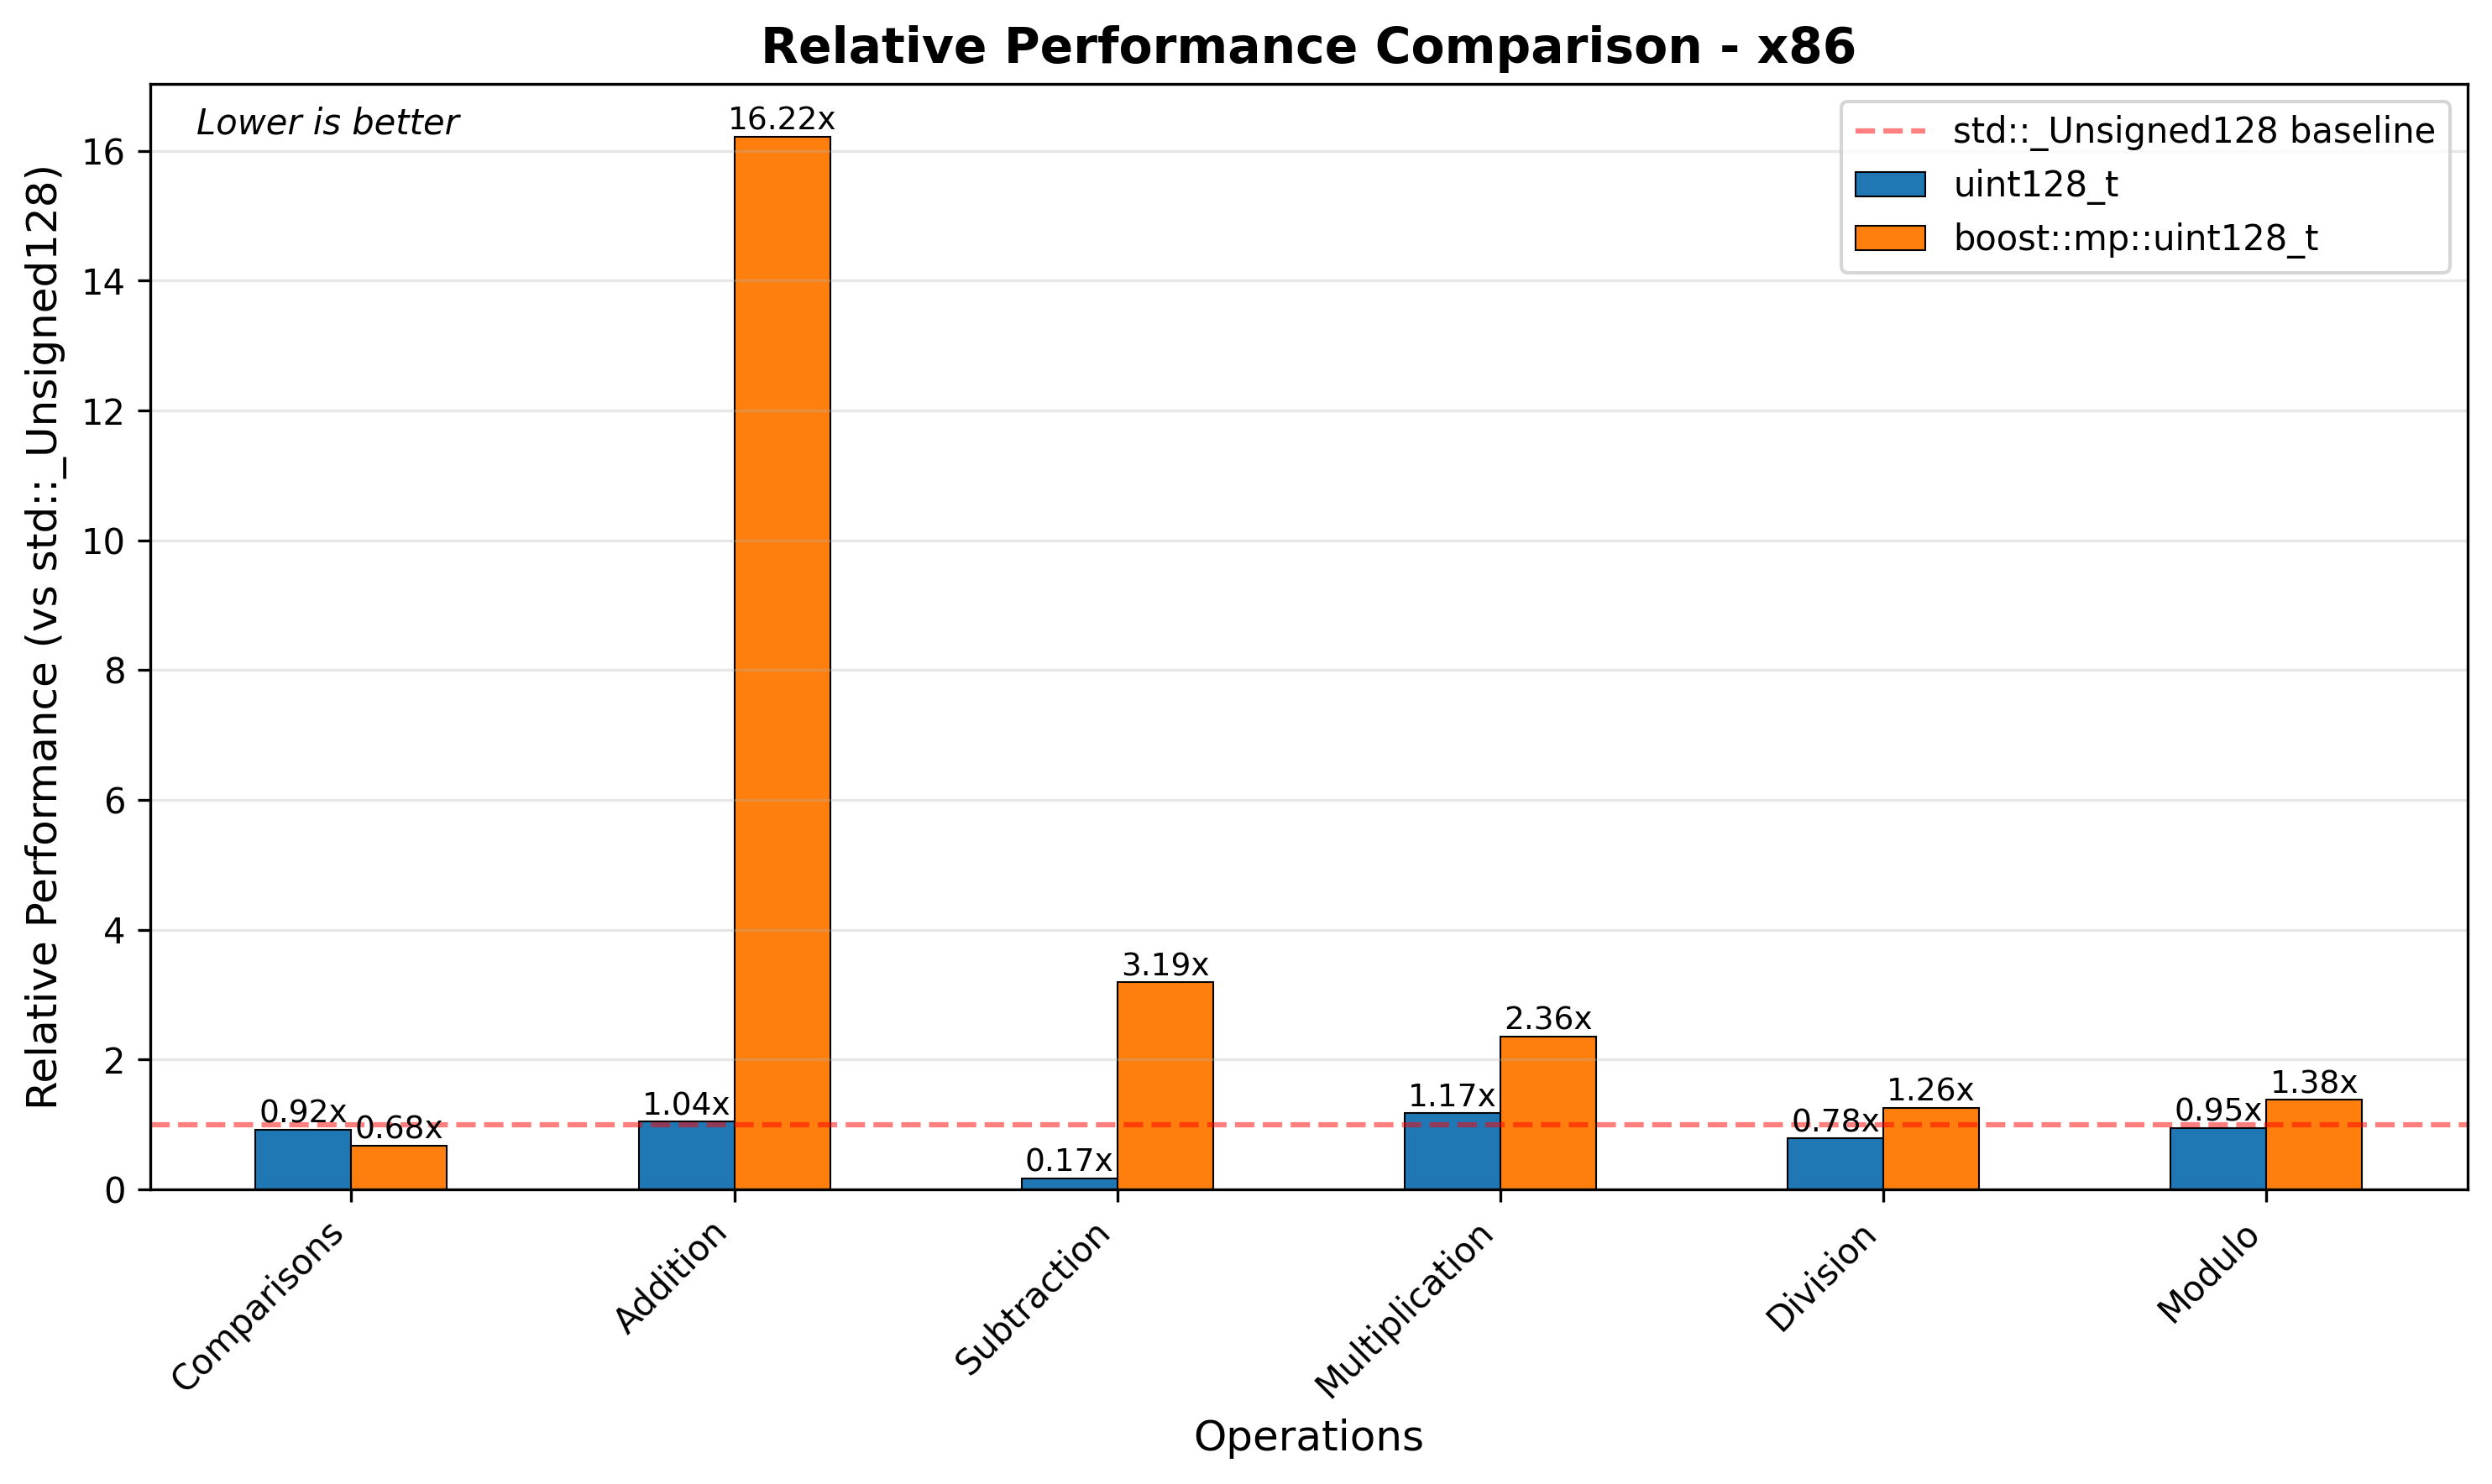 Relative Performance Comparison - x86
Lower is better
std::_Unsigned128 baseline
uint128_t
boost::mp::uint128_t
Relative Performance (vs std::_Unsigned128)
16
14
12
10
8
6
4
2
0
0.92x
0.68x
1.04x
16.22x
0.17x
3.19x
1.17x
2.36x
0.78x
1.26x
0.95x
1.38x
Comparisons
Addition
Subtraction
Multiplication
Division
Modulo
Operations